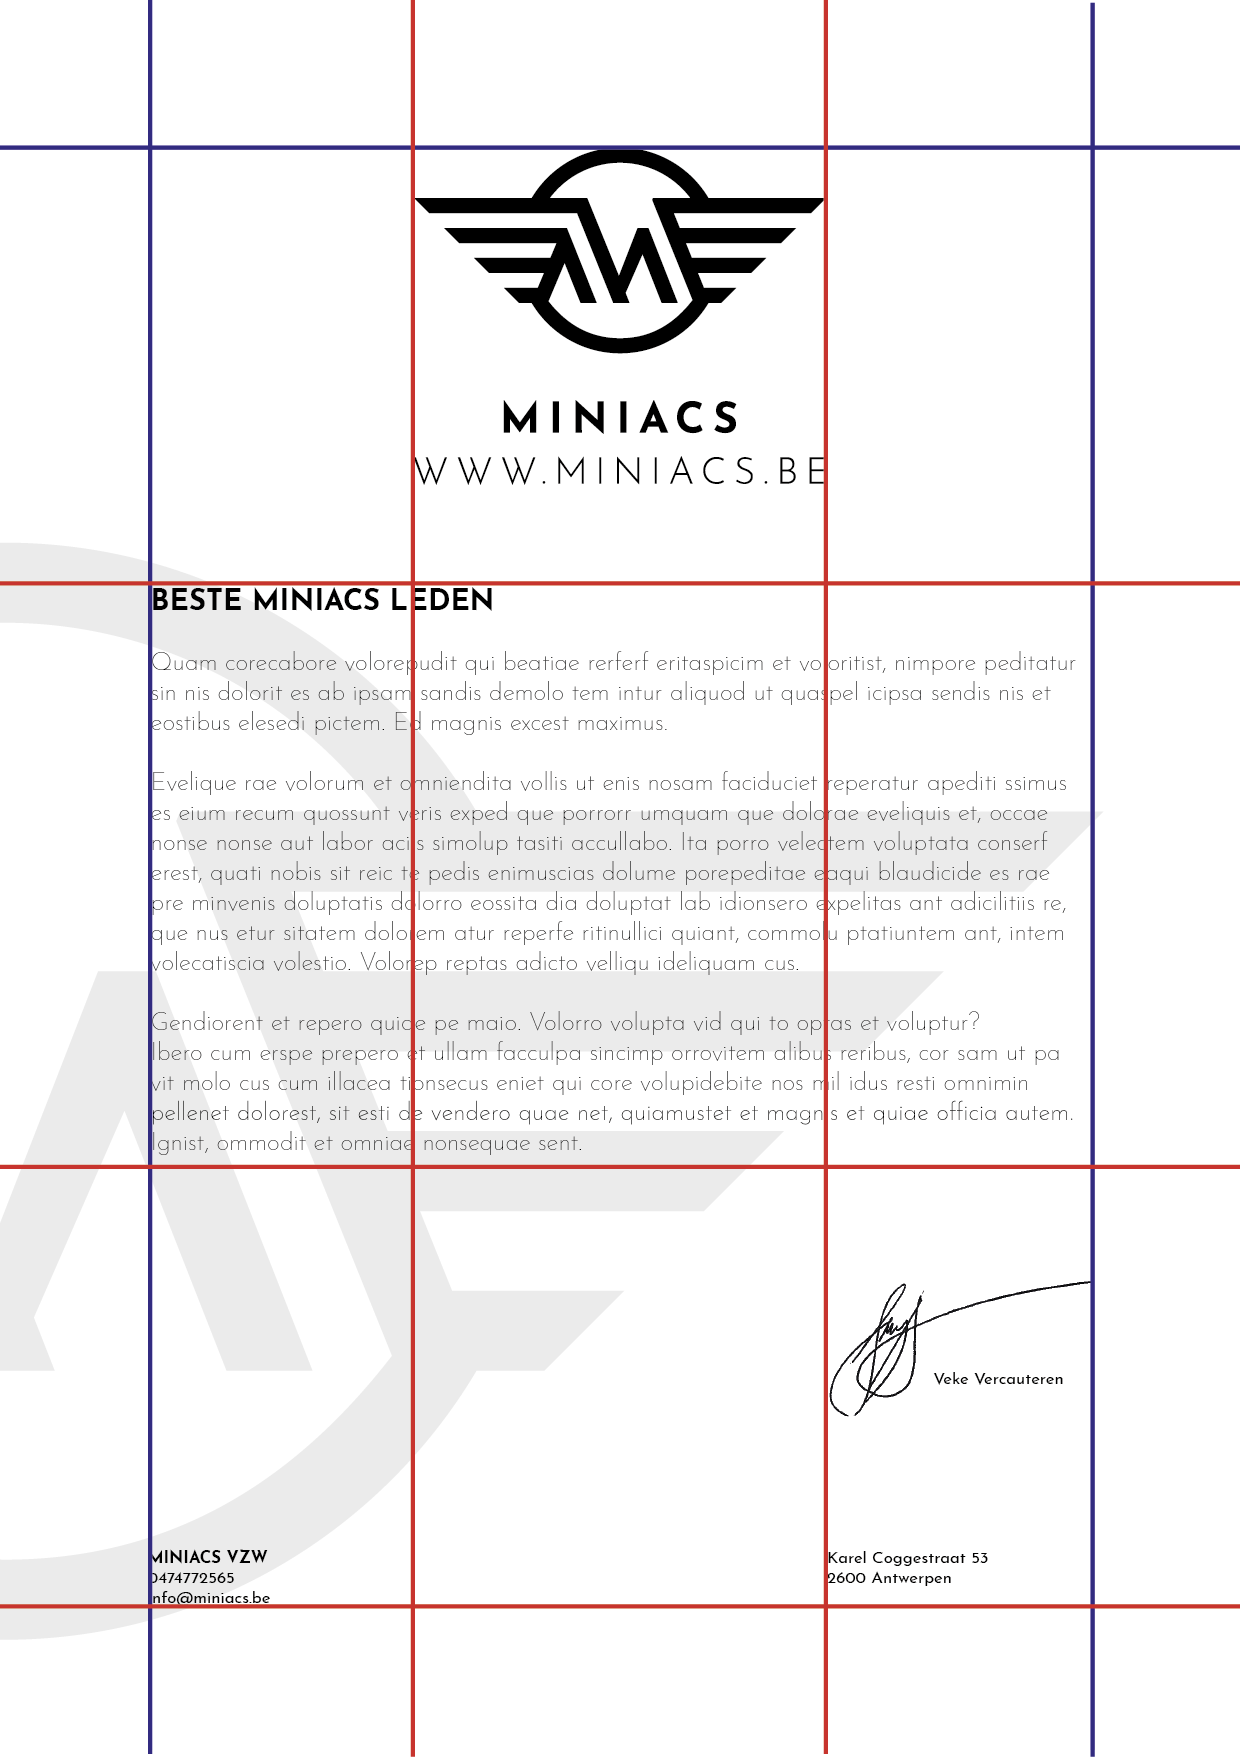 MINIACS
WWW.MINIACS.BE
BESTE MINIACS LEDEN
Quam corecabore volorepudit qui beatiae rerferf eritaspicim et voloritist, nimpore peditatur
sin nis dolorit es ab ipsam sandis demolo tem intur aliquod ut quaspel icipsa sendis nis et
eostibus elesedi pictem. Ed magnis excest maximus.
Evelique rae volorum et omniendita vollis ut enis nosam faciduciet reperatur apediti ssimus
es eium recum quossunt veris exped que porrorr umquam que dolorae eveliquis et, occae
nonse nonse aut labor aciis simolup tasiti accullabo. Ita porro velectem voluptata conserf
erest, quati nobis sit reic te pedis enimuscias dolume porepeditae eaqui blaudicide es rae
pre minvenis doluptatis dolorro eossita dia doluptat lab idionsero expelitas ant adicilitiis re,
que nus etur sitatem dolorem atur reperfe ritinullici quiant, commolu ptatiuntem ant, intem
volecatiscia volestio. Volorep reptas adicto velliqu ideliquam cus.
Gendiorent et repero quide pe maio. Volorro volupta vid qui to optas et voluptur?
Ibero cum erspe prepero et ullam facculpa sincimp orrovitem alibus reribus, cor sam ut pa
vit molo cus cum illacea tionsecus eniet qui core volupidebite nos mil idus resti omnimin
pellenet dolorest, sit esti de vendero quae net, quiamustet et magnis et quiae officia autem.
Ignist, ommodit et omniae nonsequae sent.
Veke Vercauteren
MINIACS VZW
0474772565
info@miniacs.be
Karel Coggestraat 53
2600 Antwerpen